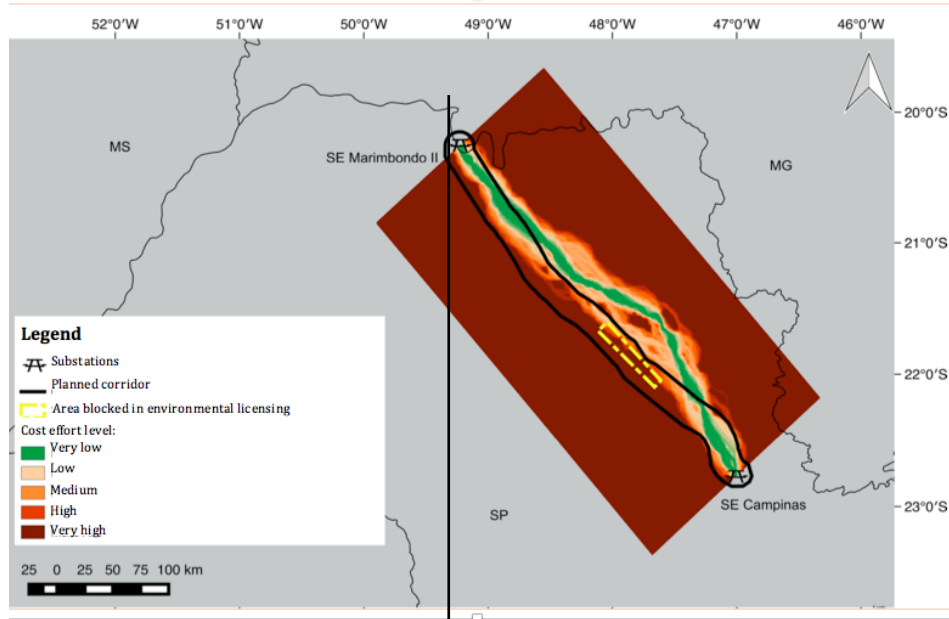 52°0'W 51°0'W 50°0'W 49°0'W 48°0'W 47°0'W 46°0'W
20°0'S
MS
SE Marimbondo II
MG
21°0'S
Legend
Substations
Planned corridor
Area blocked in environmental licensing
Cost effort level:
Very low
Low
Medium
High
Very high
22°0'S
SE Campinas
23°0'S
SP
25 0 25 50 75 100 km